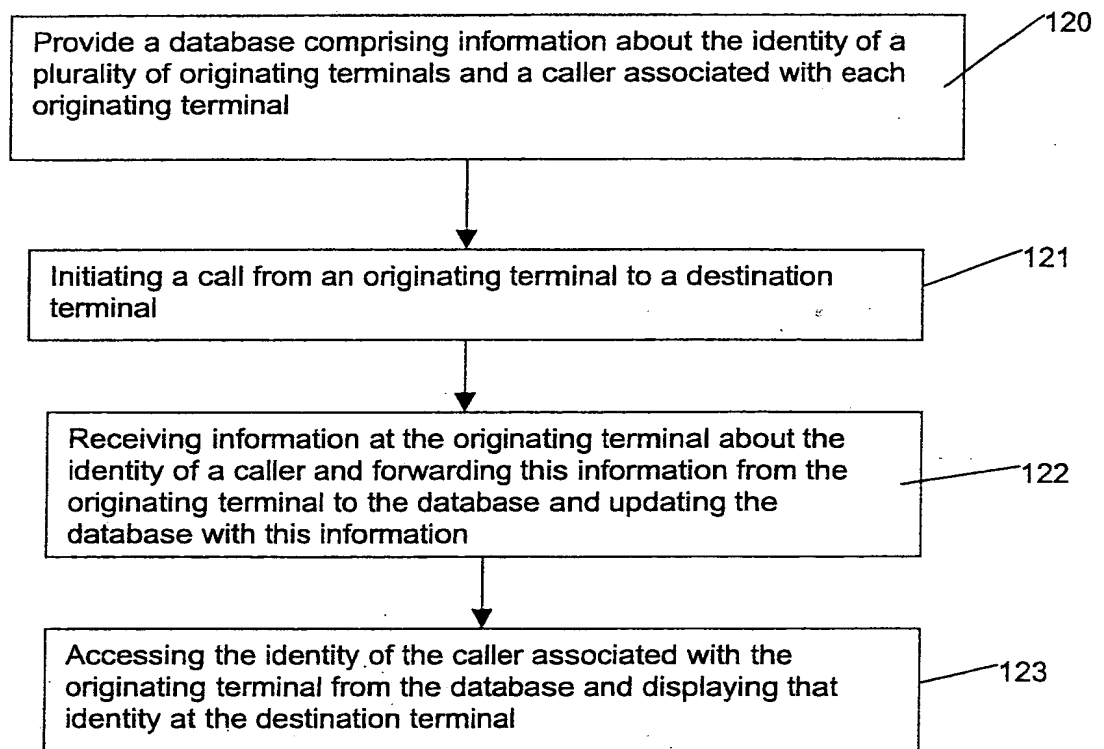 Provide a database comprising information about the identity of a
plurality of originating terminals and a caller associated with each
originating terminal
120
Initiating a call from an originating terminal to a destination
terminal
121
Receiving information at the originating terminal about the
identity of a caller and forwarding this information from the
originating terminal to the database and updating the
database with this information
122
Accessing the identity of the caller associated with the
originating terminal from the database and displaying that
identity at the destination terminal
123